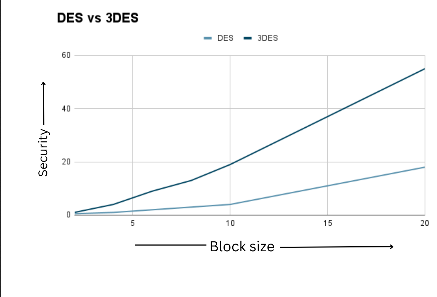 DES vs 3DES
DES 3DES
60
40
20
0
5 10 15 20
Security
Block size